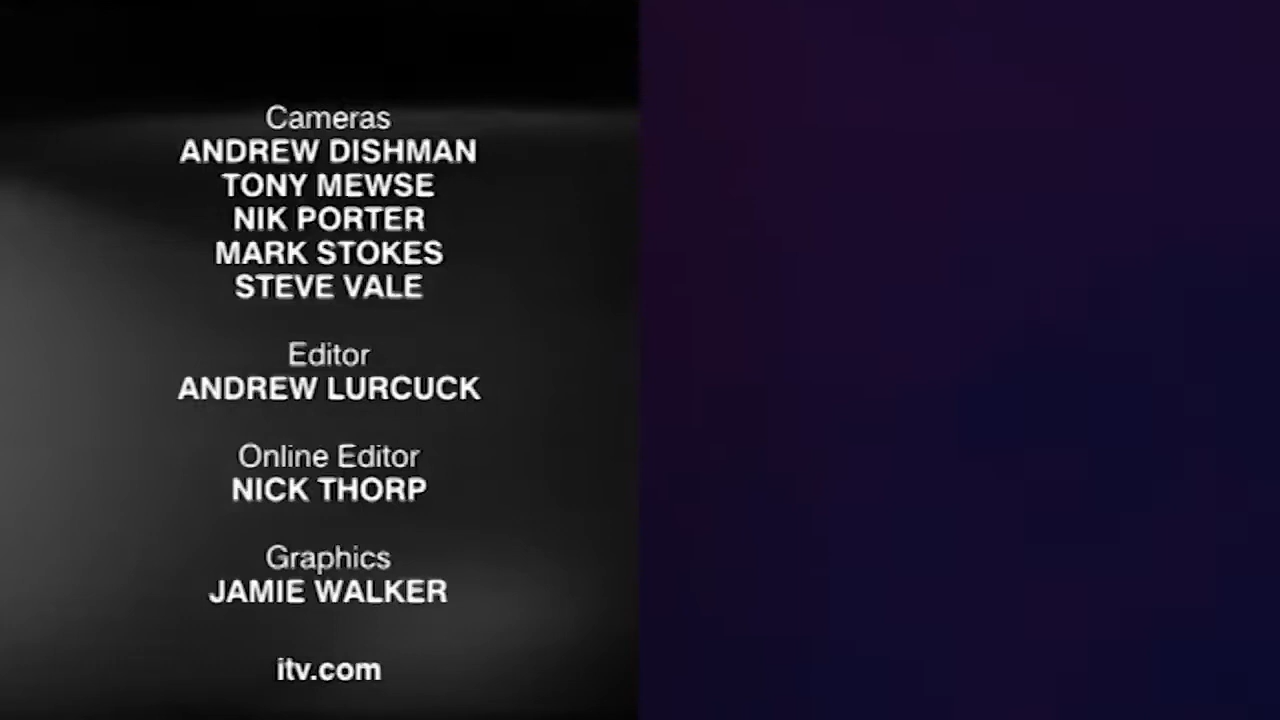 Cameras
ANDREW DISHMAN
TONY MEWSE
NIK PORTER
MARK STOKES
STEVE VALE
Editor
ANDREW LURCUCK
Online Editor
NICK THORP
Graphics
JAMIE WALKER
itv.com